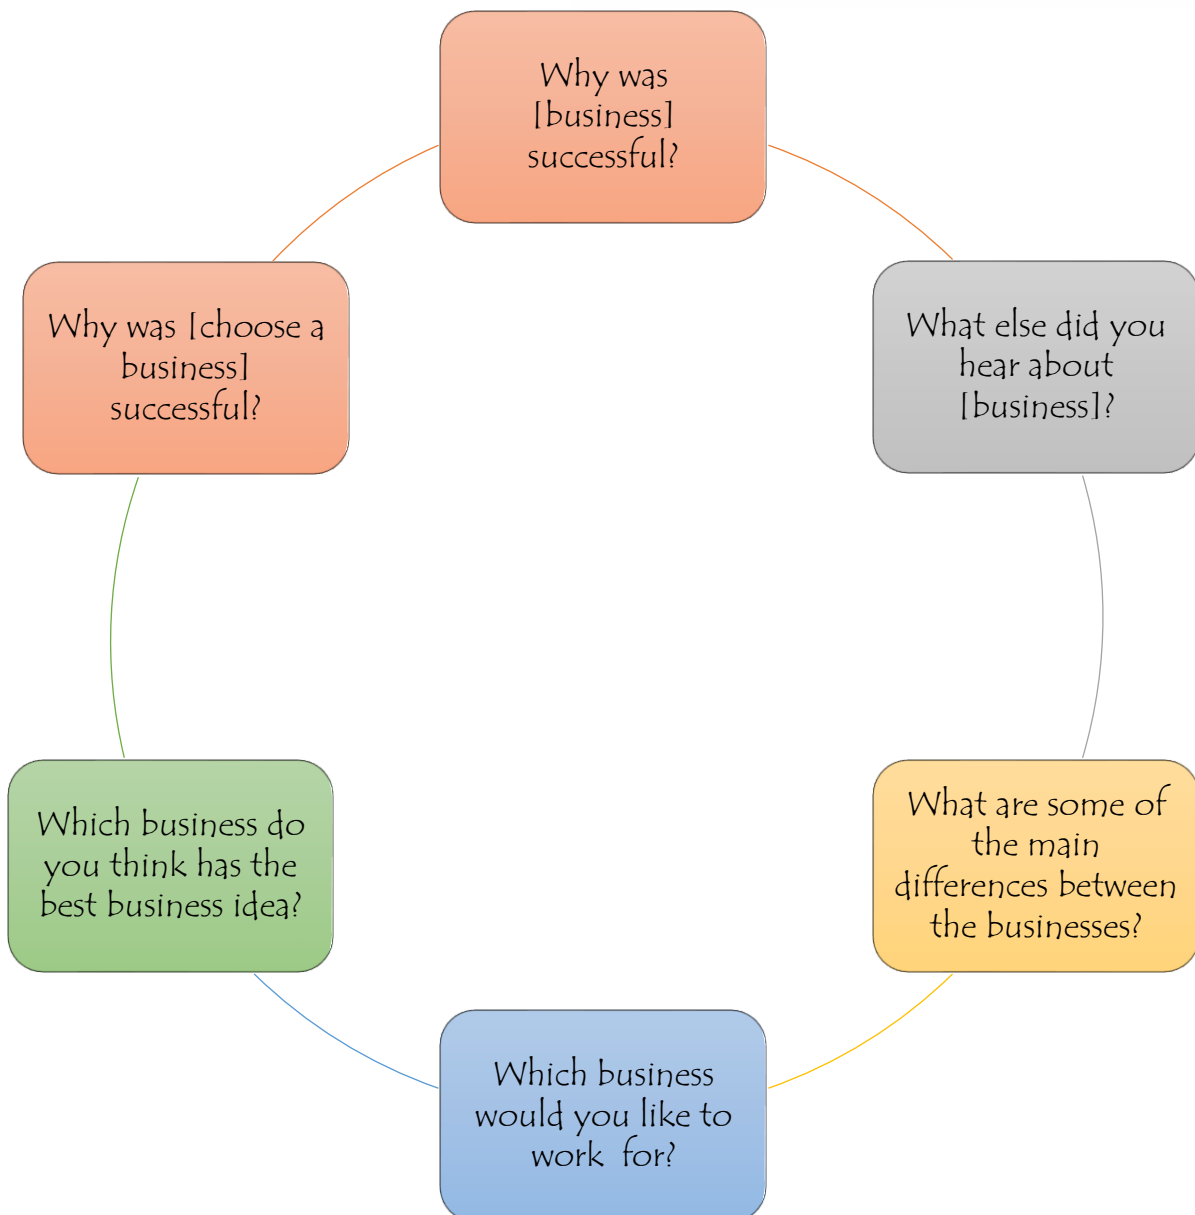 Why was
[business]
successful?
What else did you
hear about
[business]?
What are some of
the main
differences between
the businesses?
Which business
would you like to
work for?
Which business do
you think has the
best business idea?
Why was [choose a
business]
successful?